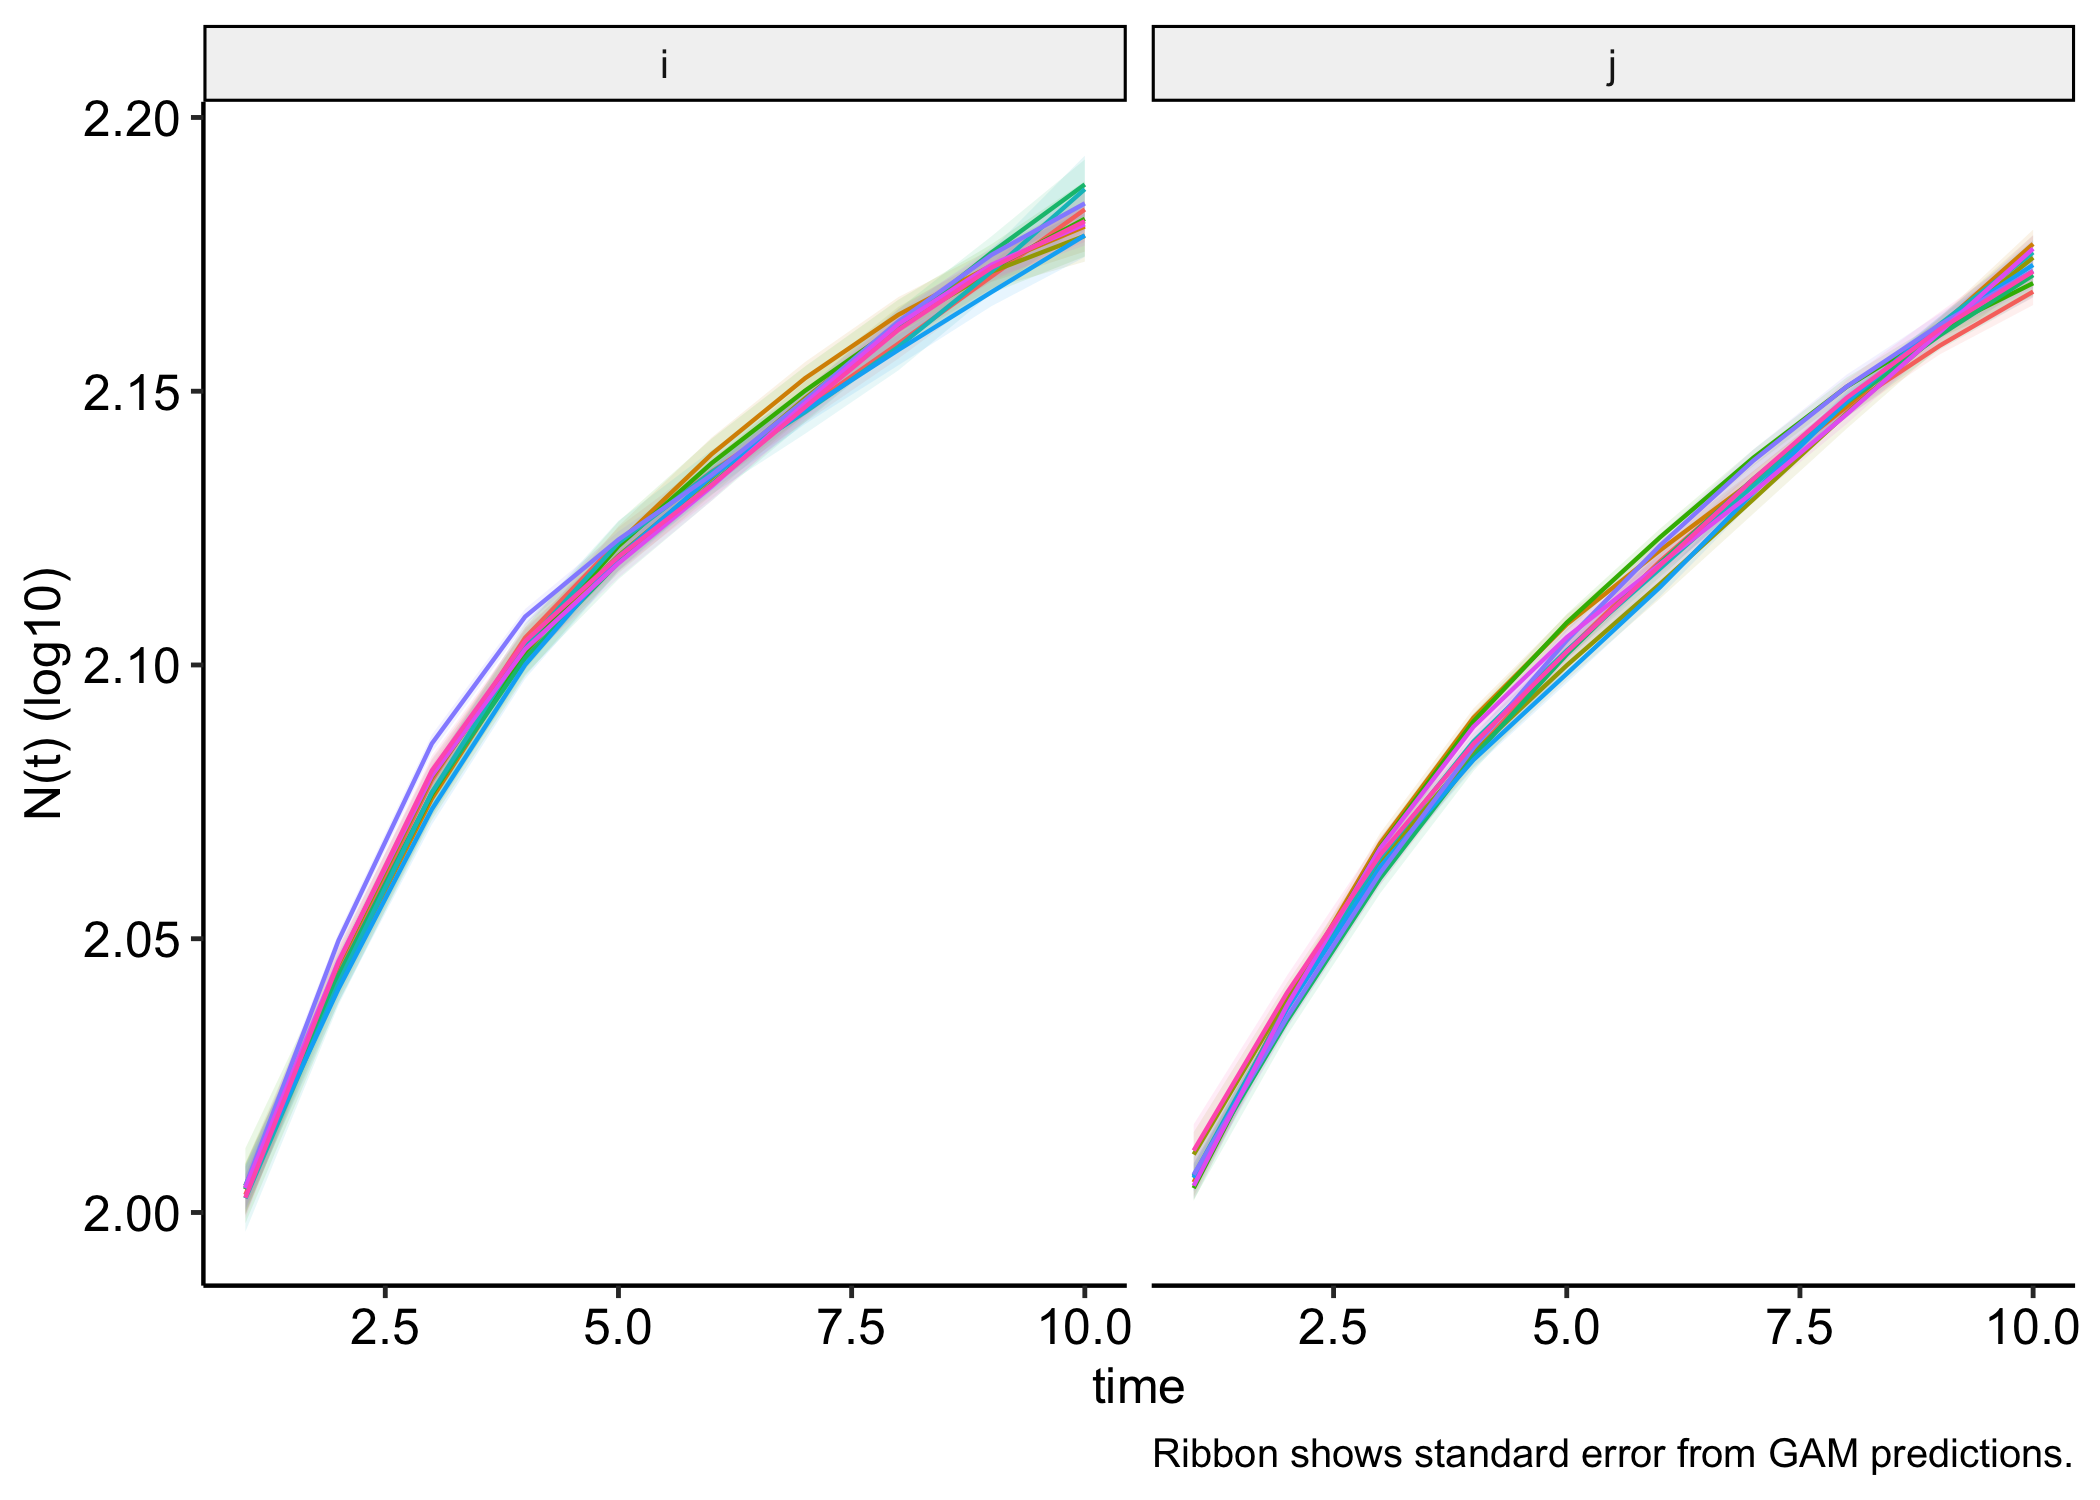 i
j
2.20
2.15
2.10
2.05
2.00
N(t) (log10)
2.5 5.0 7.5 10.0 2.5 5.0 7.5 10.0
time
Ribbon shows standard error from GAM predictions.